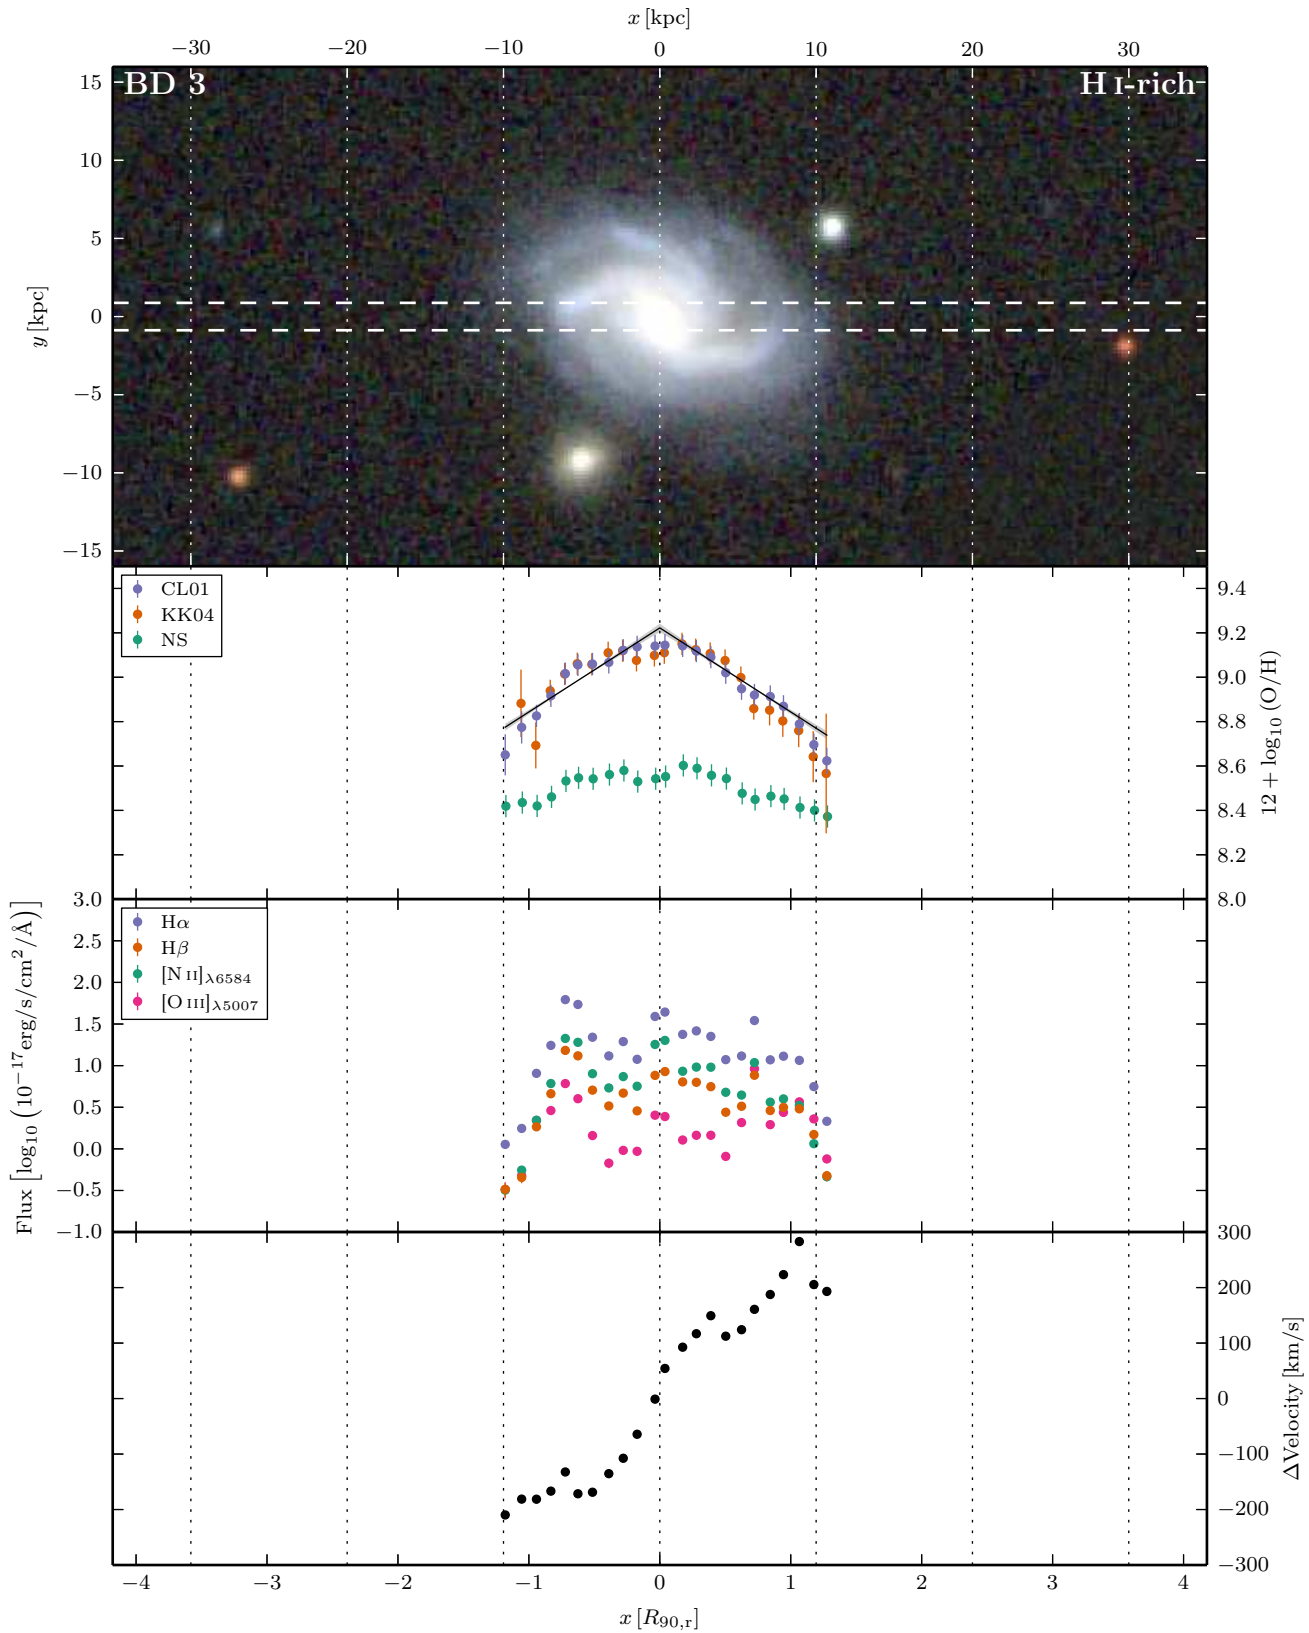 x [kpc]
−30 −20 −10 0 10 20 30
BD 3 H I-rich
15
10
5
0
−5
−10
−15
y [kpc]
CL01
KK04
NS
9.4
9.2
9.0
8.8
8.6
8.4
8.2
8.0
12 + log₁₀ (O/H)
3.0
2.5
2.0
1.5
1.0
0.5
0.0
−0.5
−1.0
Flux [log₁₀ (10⁻¹⁷erg/s/cm²/Å)]
Hα
Hβ
[N II]λ6584
[O III]λ5007
300
200
100
0
−100
−200
−300
ΔVelocity [km/s]
−4 −3 −2 −1 0 1 2 3 4
x [R90,r]